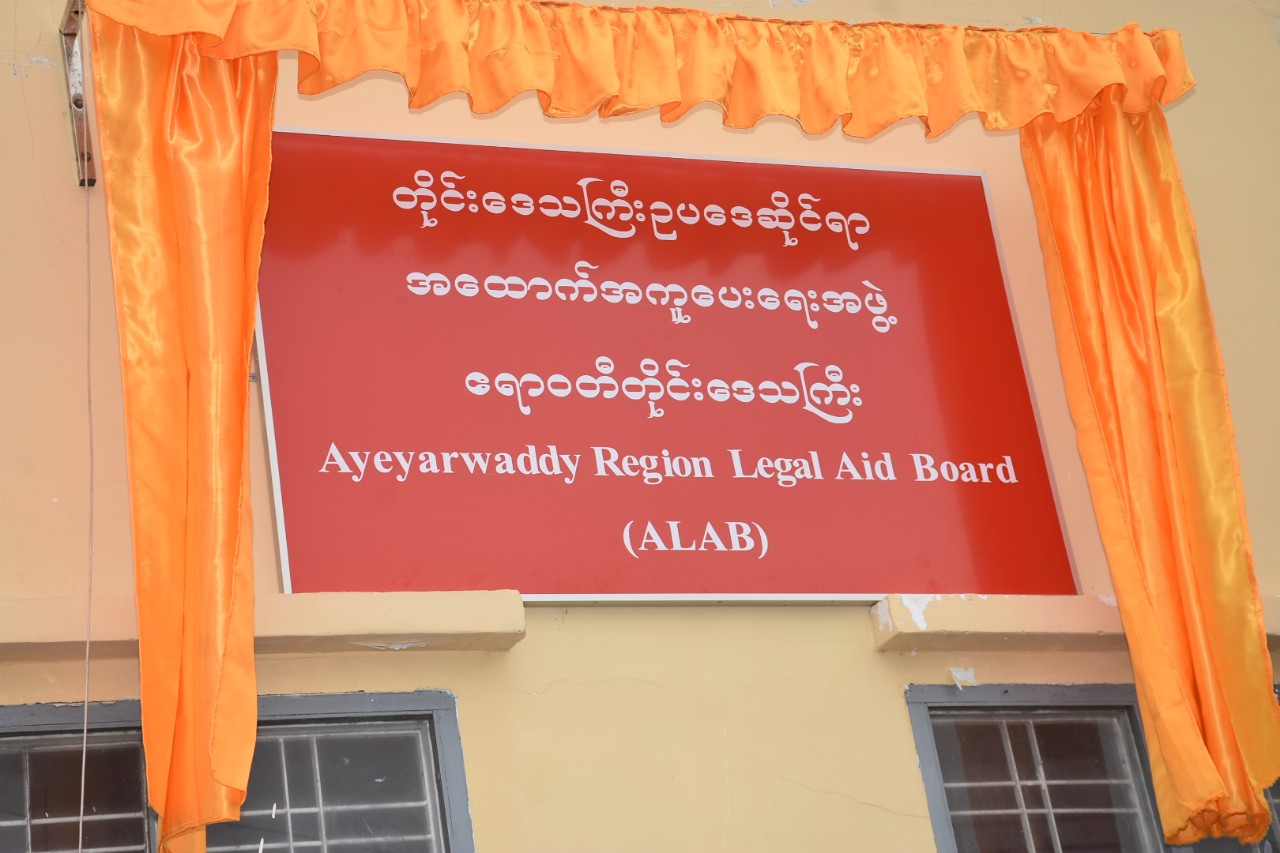 တိုင်းဒေသကြီးဥပဒေဆိုင်ရာ
အထောက်အကူပေးရေးအဖွဲ့
ဧရာဝတီတိုင်းဒေသကြီး
Ayeyarwaddy Region Legal Aid Board
(ALAB)